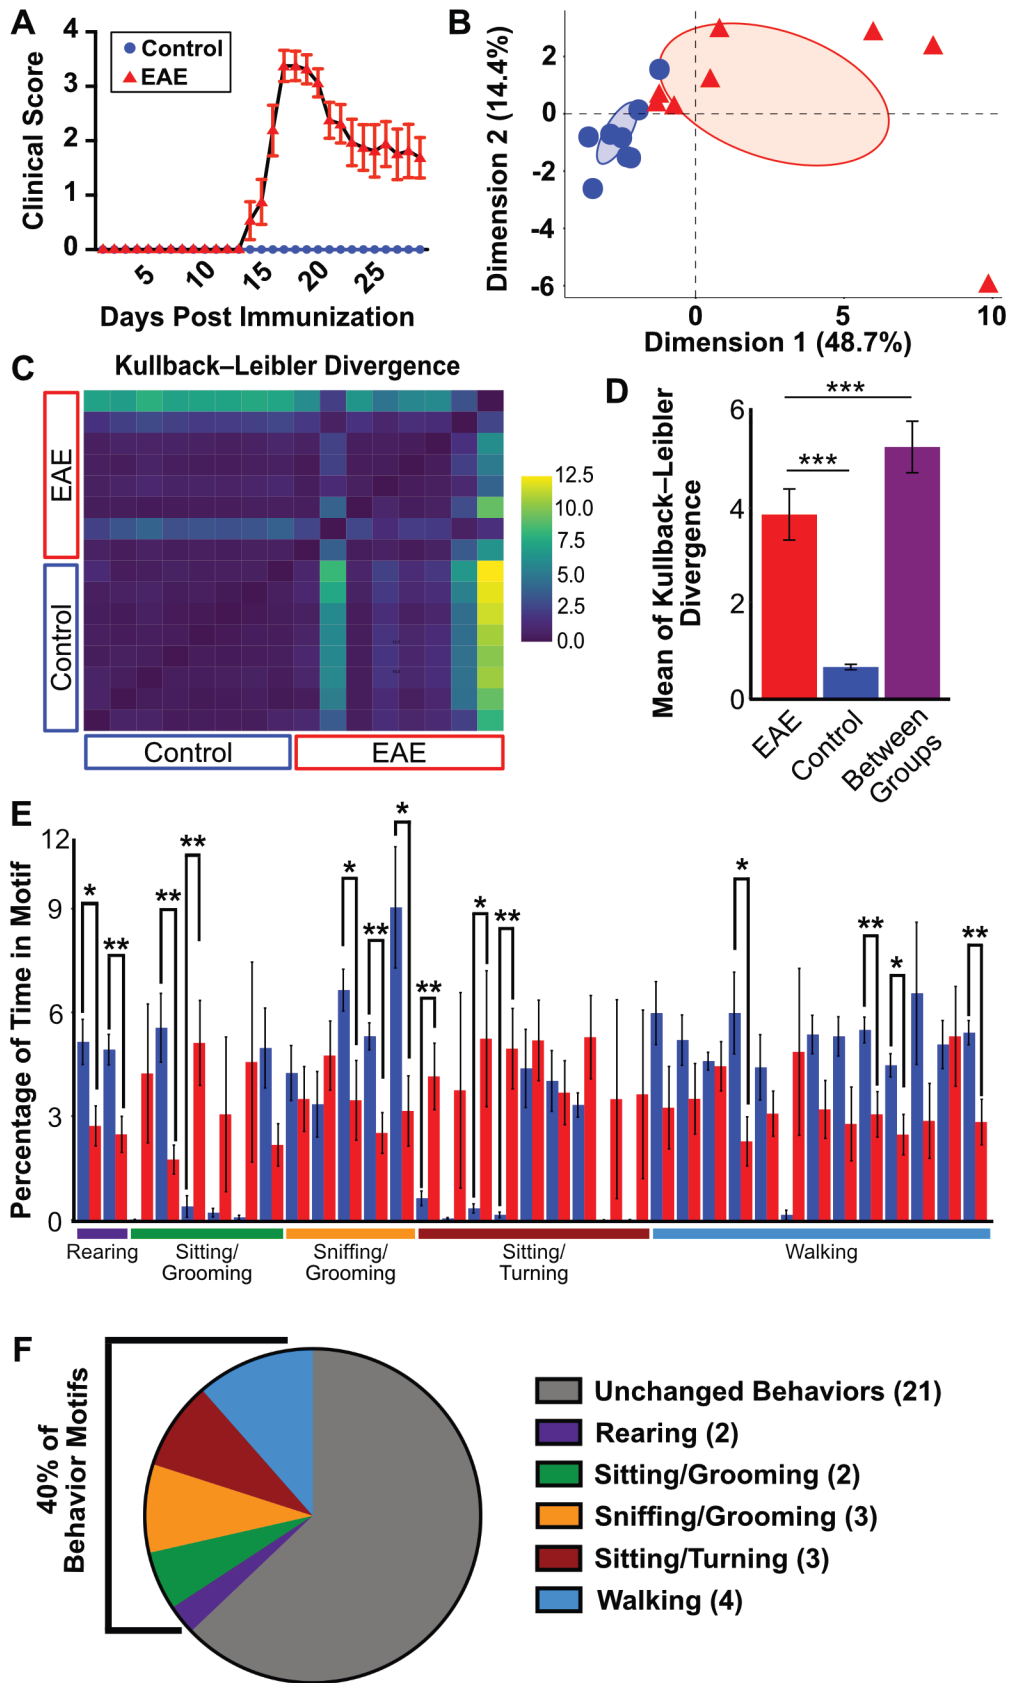 A
4
3
2
1
0
Clinical Score
Control
EAE
5
10
15
20
25
Days Post Immunization
B
2
0
-2
-4
-6
Dimension 2 (14.4%)
0
5
10
Dimension 1 (48.7%)
C
Kullback–Leibler Divergence
EAE
Control
Control
EAE
12.5
10.0
7.5
5.0
2.5
0.0
D
Mean of Kullback–Leibler
Divergence
6
4
2
0
***
***
EAE
Control
Between
Groups
E
Percentage of Time in Motif
12
9
6
3
0
*
**
**
**
*
**
*
**
*
**
*
**
*
**
Rearing
Sitting/
Grooming
Sniffing/
Grooming
Sitting/
Turning
Walking
F
40% of
Behavior Motifs
Unchanged Behaviors (21)
Rearing (2)
Sitting/Grooming (2)
Sniffing/Grooming (3)
Sitting/Turning (3)
Walking (4)